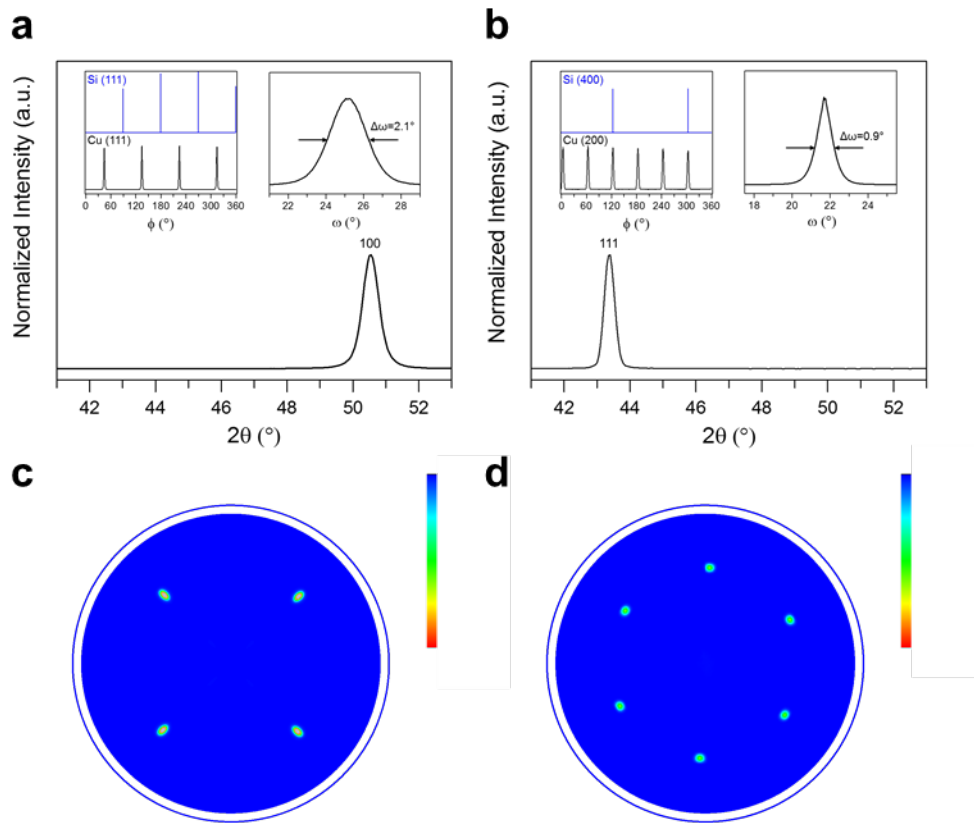 a
Normalized Intensity (a.u.)
Si (111)
Cu (111)
0 60 120 180 240 300 360
ϕ (°)
Δω=2.1°
22 24 26 28
ω (°)
100
42 44 46 48 50 52
2θ (°)
b
Normalized Intensity (a.u.)
Si (400)
Cu (200)
0 60 120 180 240 300 360
ϕ (°)
Δω=0.9°
18 20 22 24
ω (°)
111
42 44 46 48 50 52
2θ (°)
c
d